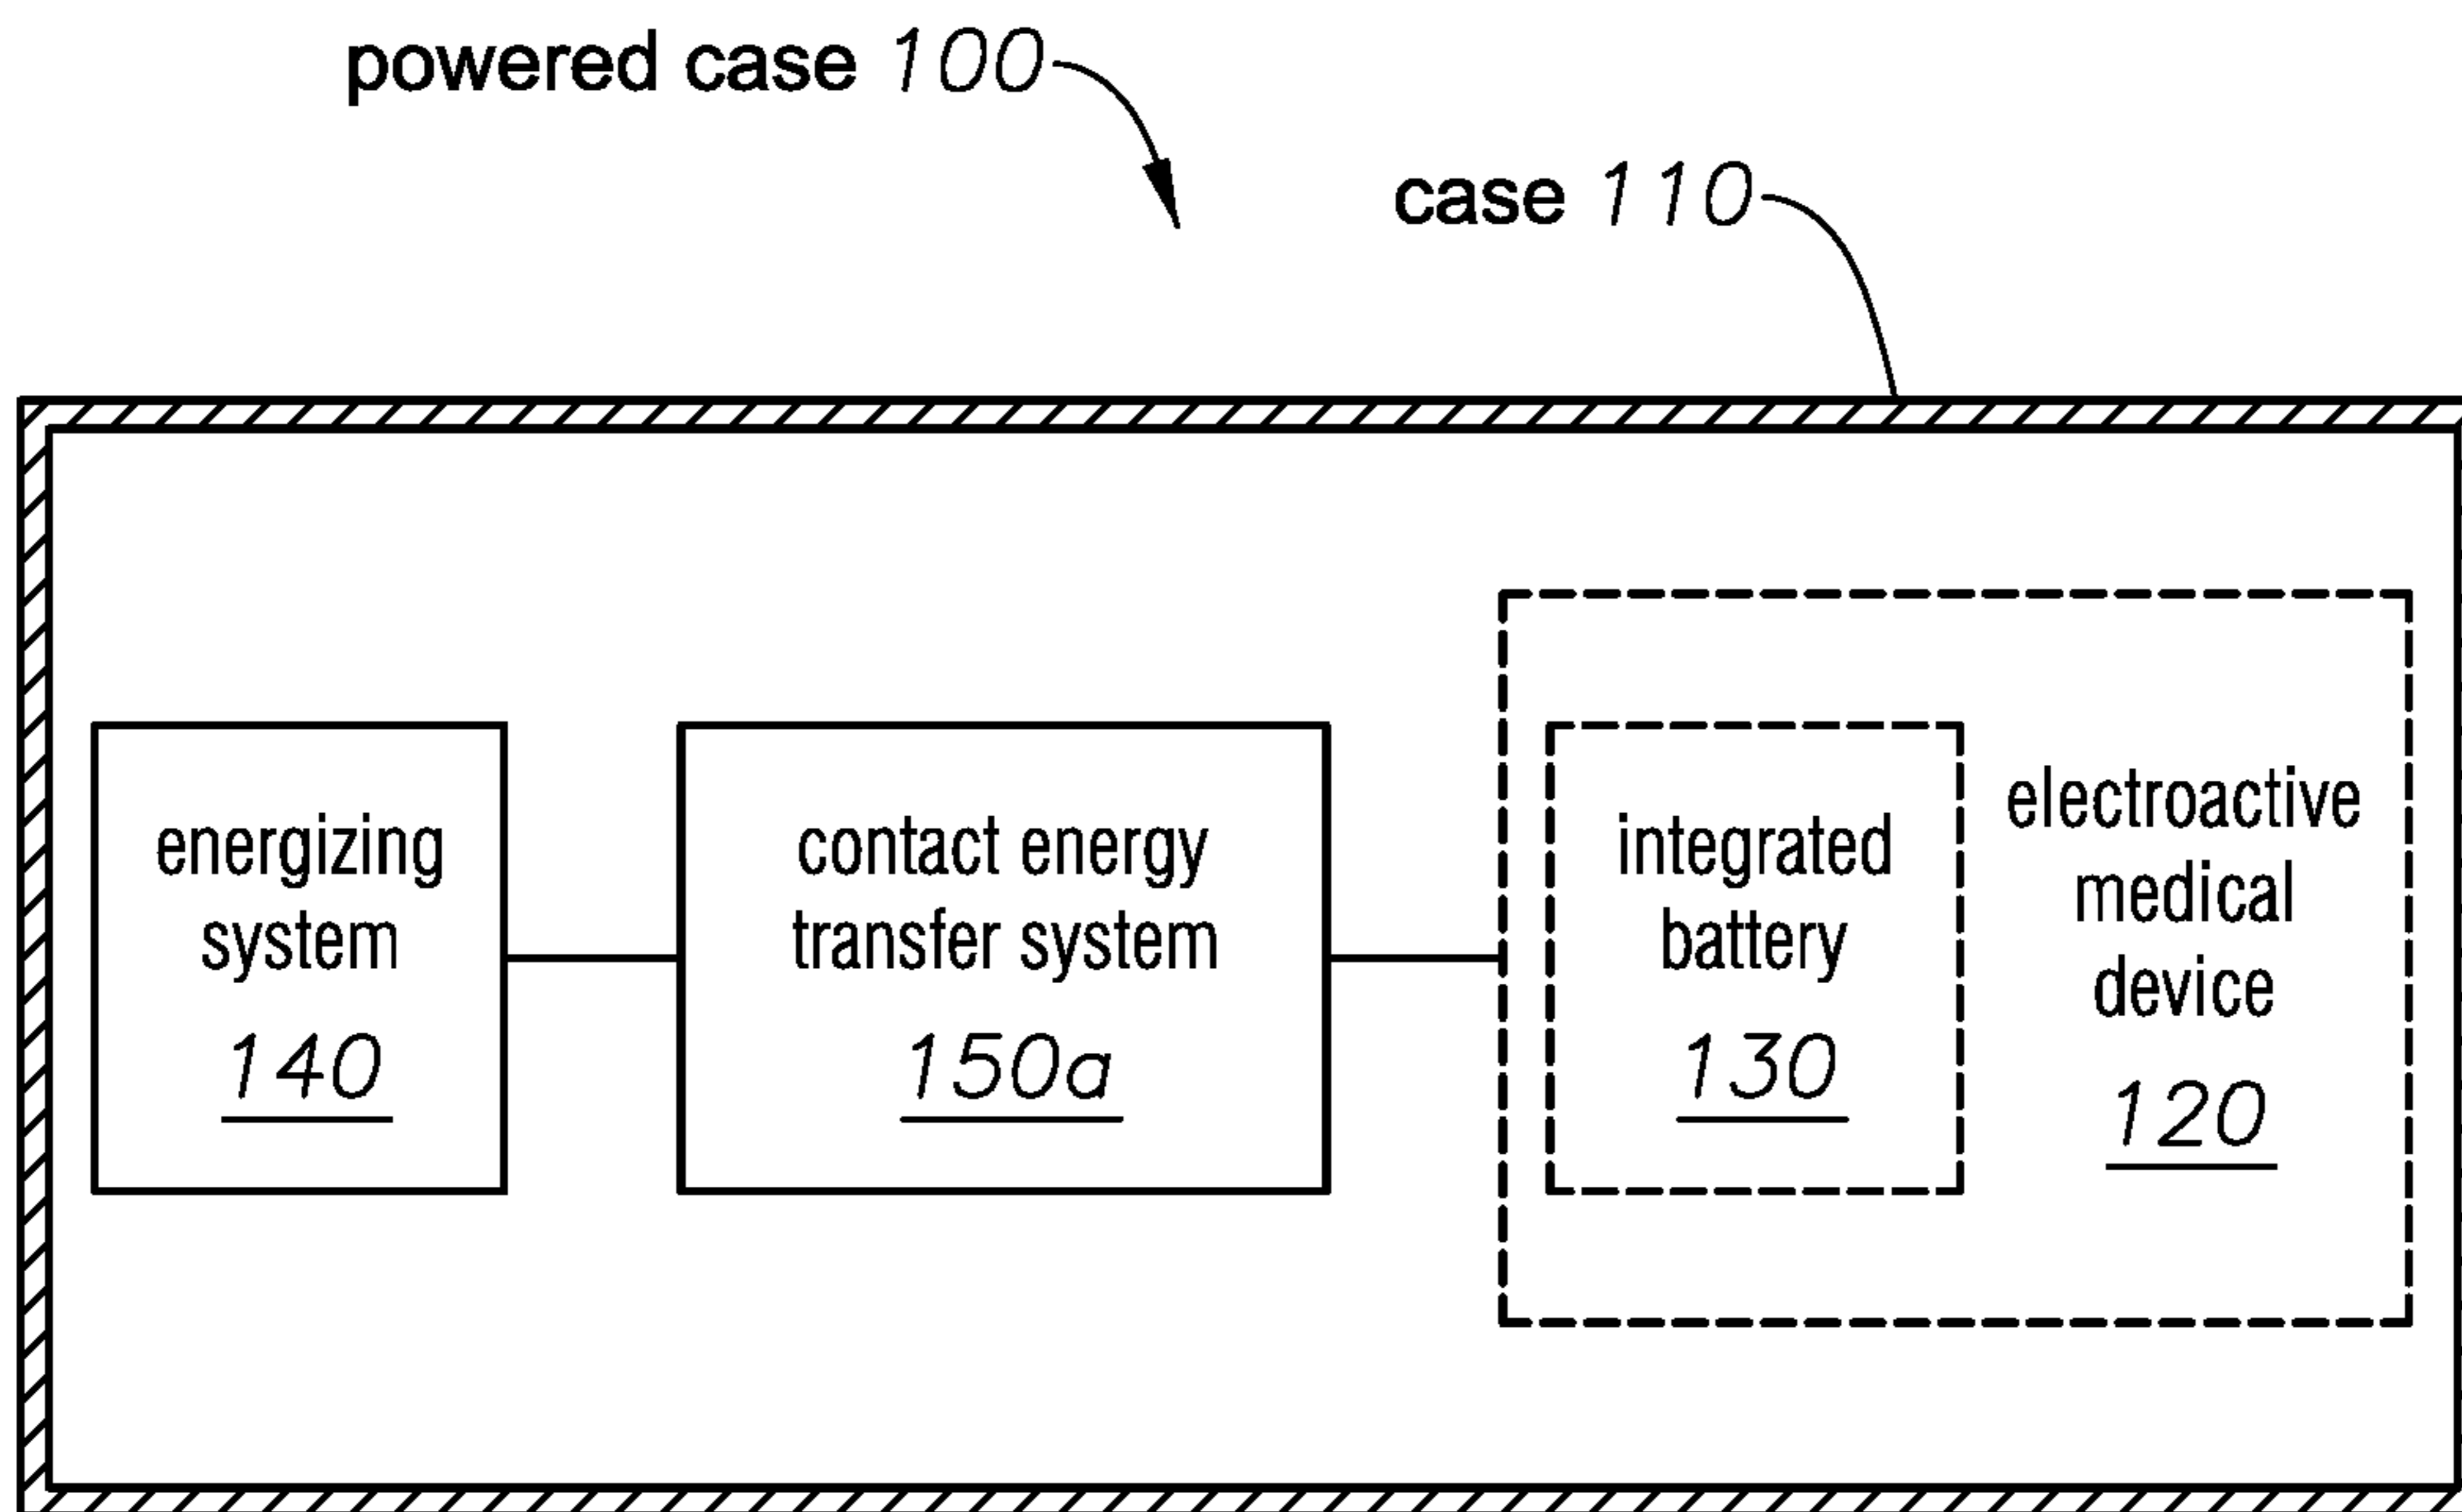 powered case 100
case 110
energizing
system
140
contact energy
transfer system
150a
integrated
battery
130
electroactive
medical
device
120